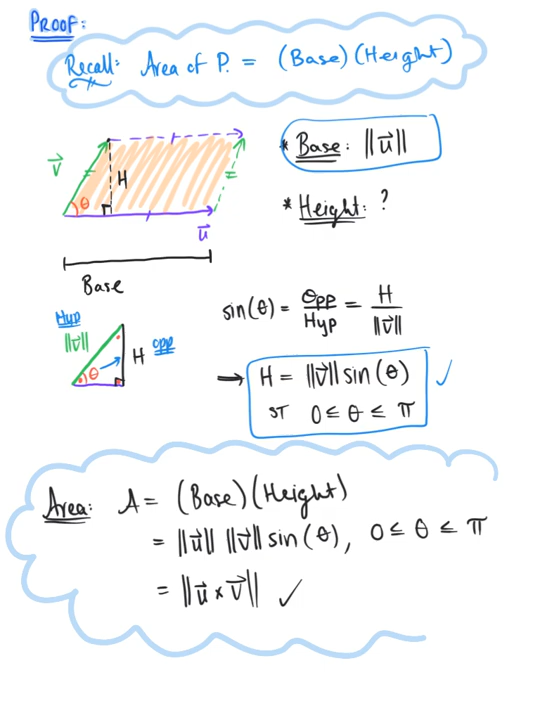 PROOF:
Recall: Area of P. = (Base)(Height)
v⃗
H
θ
u⃗
Base
* Base: ||u⃗||
* Height: ?
Hyp
||v⃗||
θ
H
opp
sin(θ) = Opp/Hyp = H/||v⃗||
→ H = ||v⃗|| sin(θ) ✓
ST 0 ≤ θ ≤ π
Area: A = (Base)(Height)
= ||u⃗|| ||v⃗|| sin(θ), 0 ≤ θ ≤ π
= ||u⃗ × v⃗|| ✓